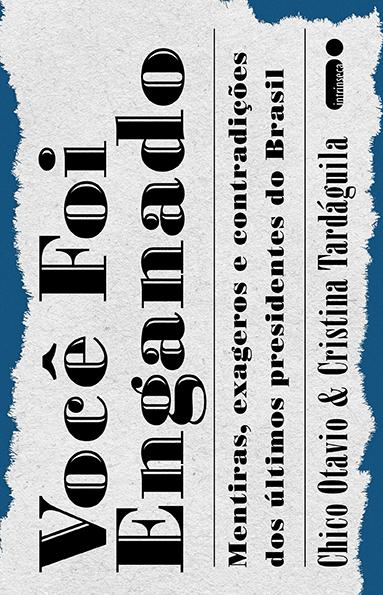 Você Foi
Enganado
Mentiras, exageros e contradições
dos últimos presidentes do Brasil
Chico Otavio & Cristina Tardáguila
intrínseca